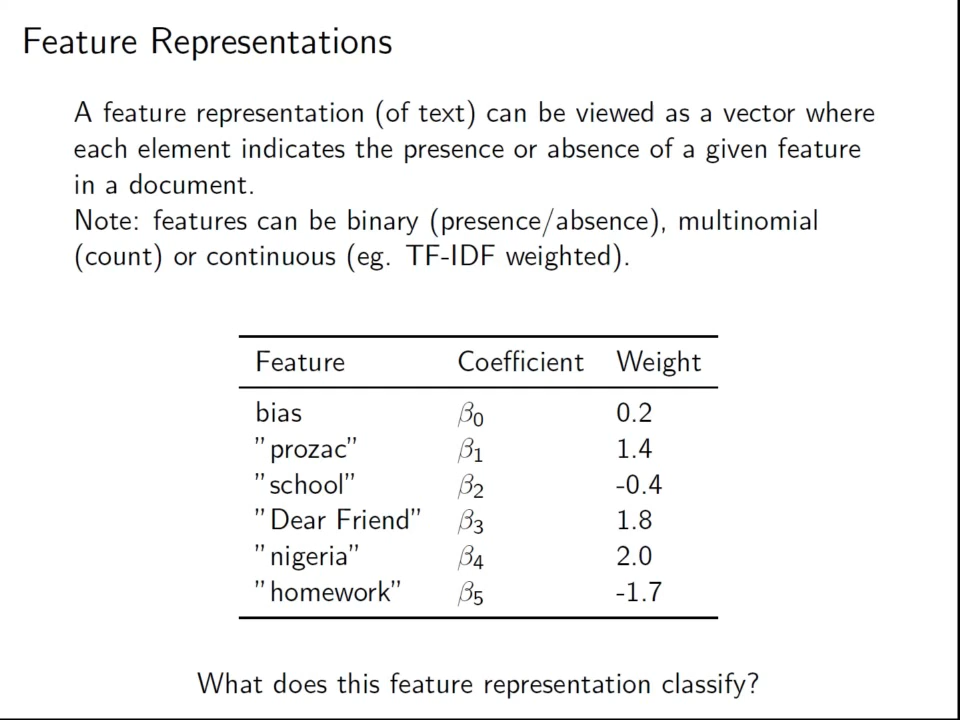 Feature Representations
A feature representation (of text) can be viewed as a vector where
each element indicates the presence or absence of a given feature
in a document.
Note: features can be binary (presence/absence), multinomial
(count) or continuous (eg. TF-IDF weighted).
Feature Coefficient Weight
bias β0 0.2
"prozac" β1 1.4
"school" β2 -0.4
"Dear Friend" β3 1.8
"nigeria" β4 2.0
"homework" β5 -1.7
What does this feature representation classify?